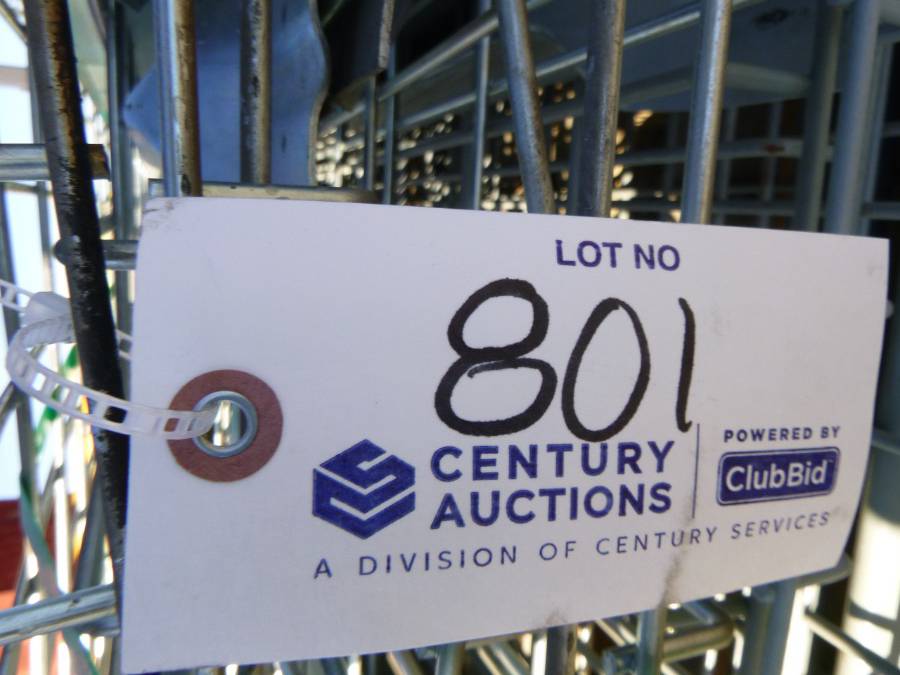 LOT NO
801
CENTURY
AUCTIONS
POWERED BY
ClubBid
A DIVISION OF CENTURY SERVICES